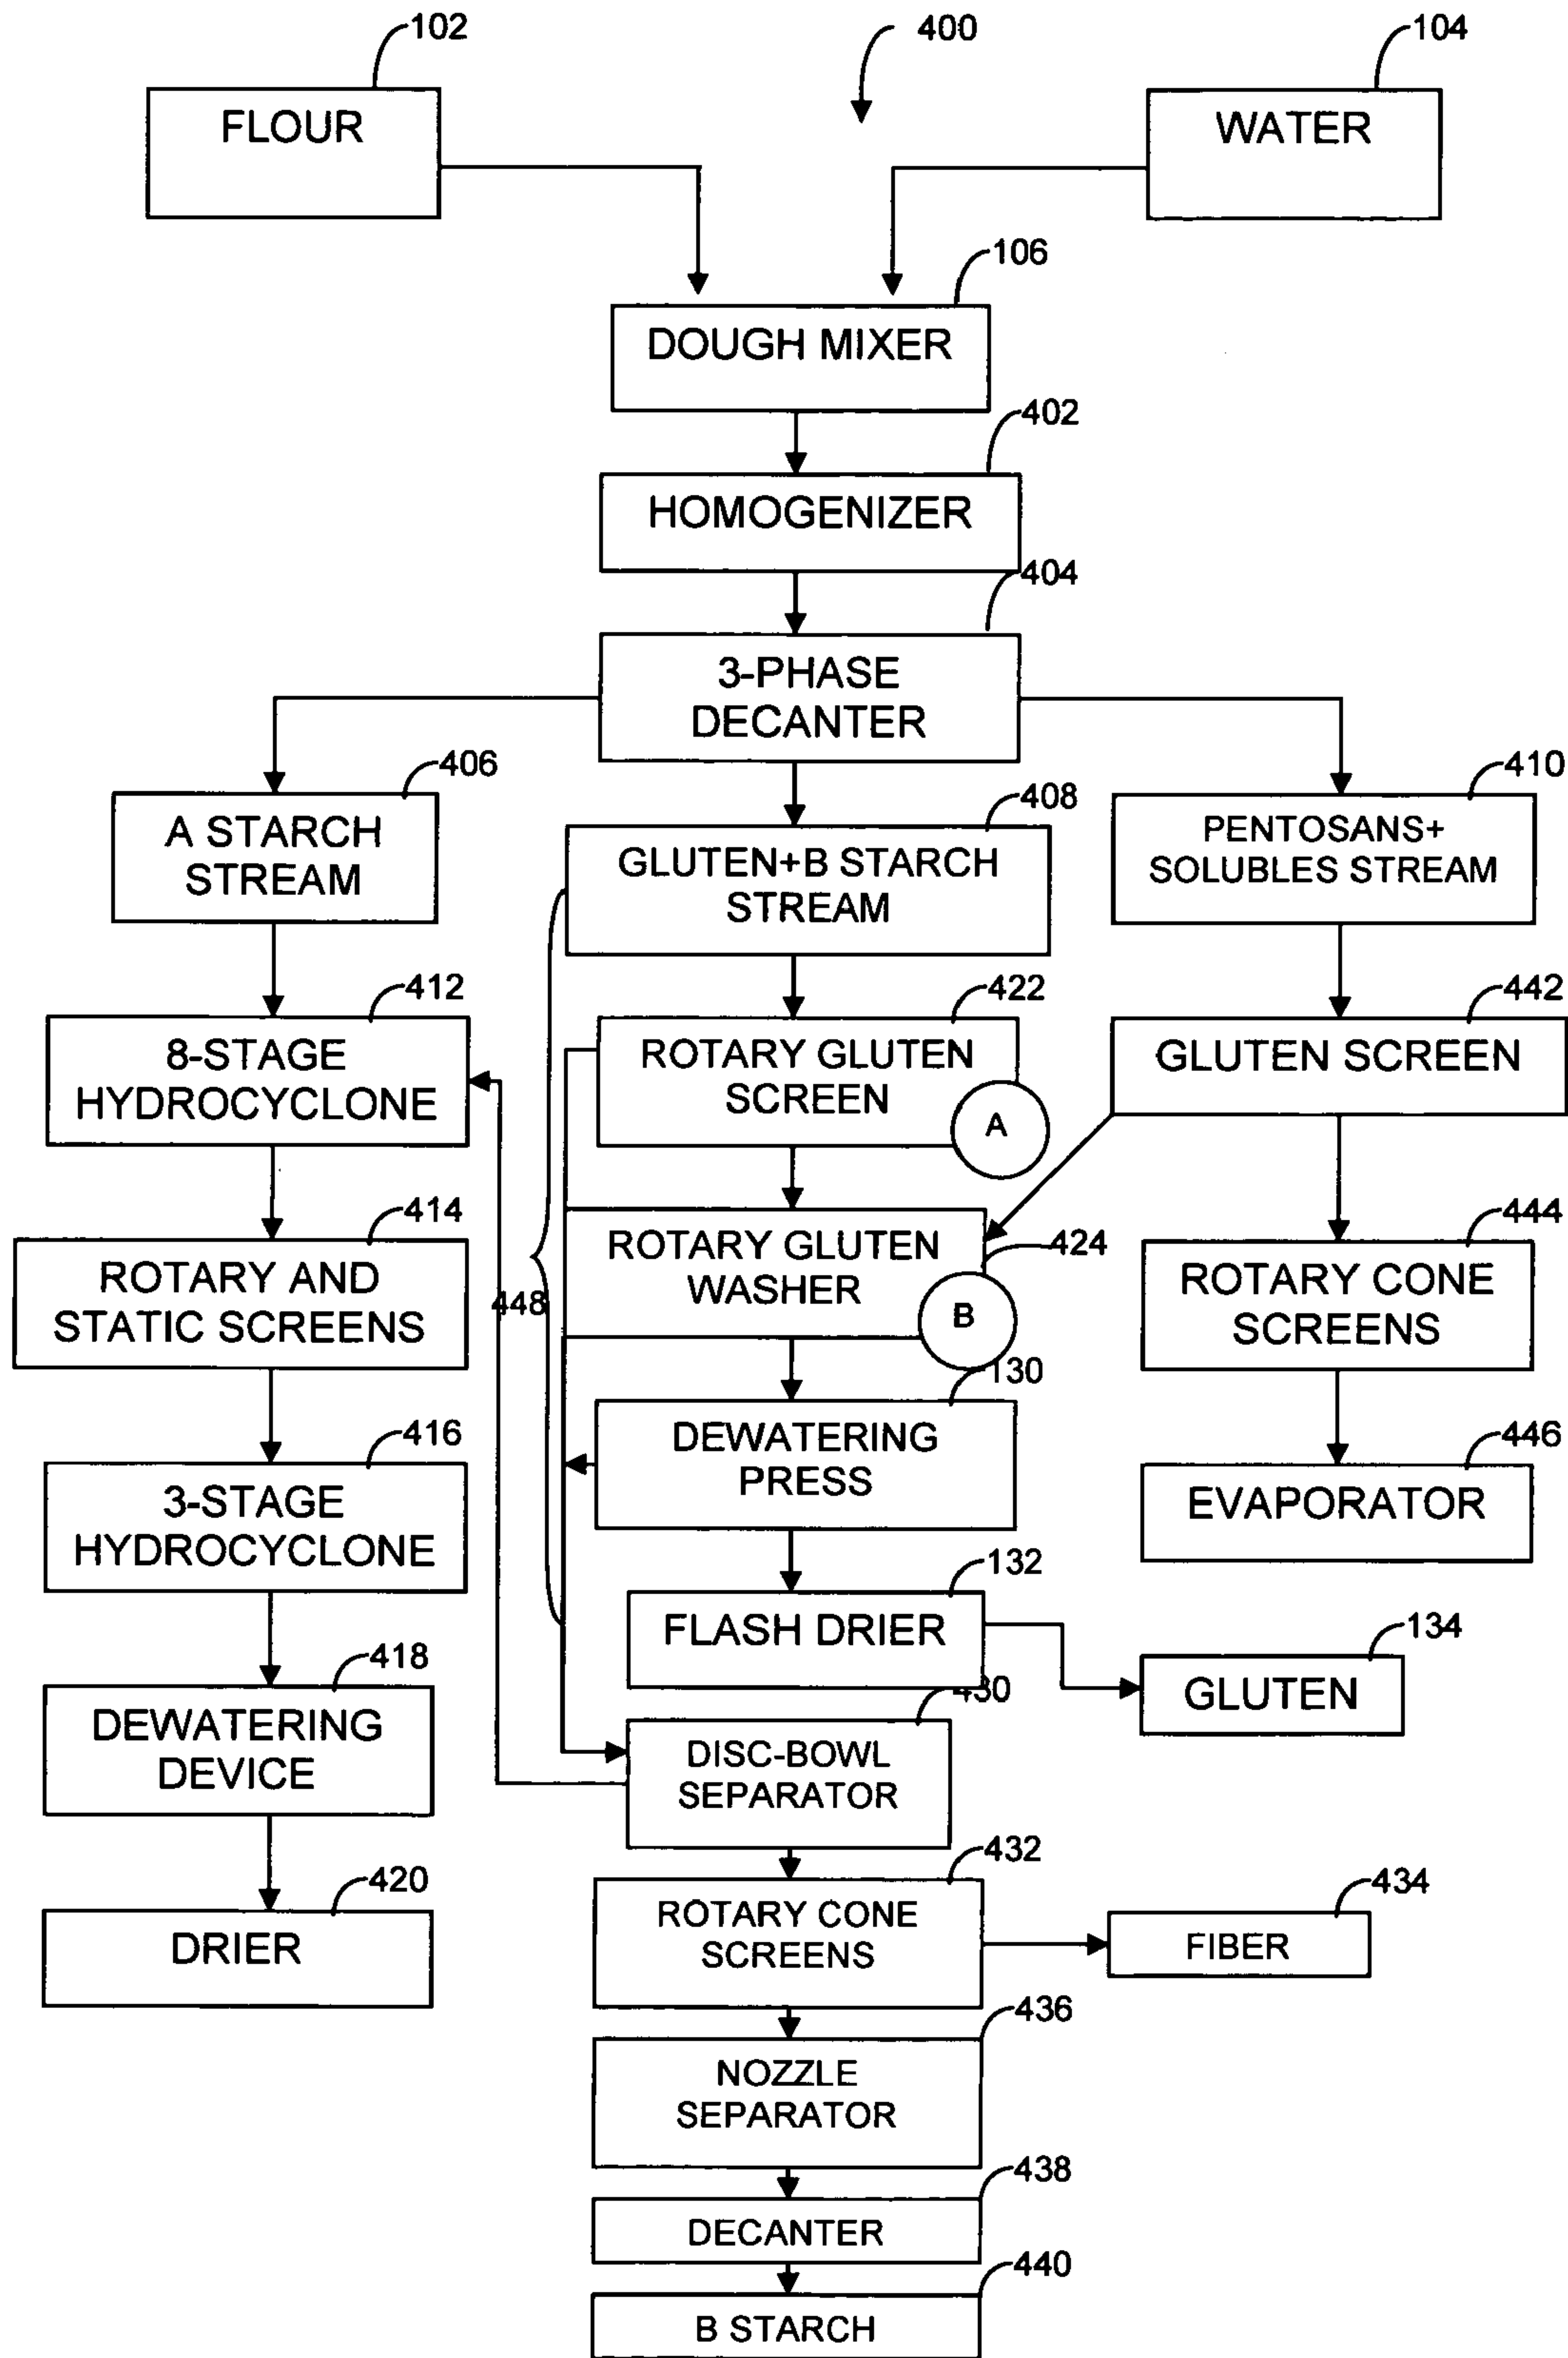 102
400
104
FLOUR
WATER
106
DOUGH MIXER
402
HOMOGENIZER
404
3-PHASE
DECANTER
406
A STARCH
STREAM
408
GLUTEN+B STARCH
STREAM
410
PENTOSANS+
SOLUBLES STREAM
412
8-STAGE
HYDROCYCLONE
422
ROTARY GLUTEN
SCREEN
A
442
GLUTEN SCREEN
414
ROTARY AND
STATIC SCREENS
448
ROTARY GLUTEN
WASHER
424
B
444
ROTARY CONE
SCREENS
416
3-STAGE
HYDROCYCLONE
130
DEWATERING
PRESS
446
EVAPORATOR
132
FLASH DRIER
134
GLUTEN
418
DEWATERING
DEVICE
430
DISC-BOWL
SEPARATOR
420
DRIER
432
ROTARY CONE
SCREENS
434
FIBER
436
NOZZLE
SEPARATOR
438
DECANTER
440
B STARCH